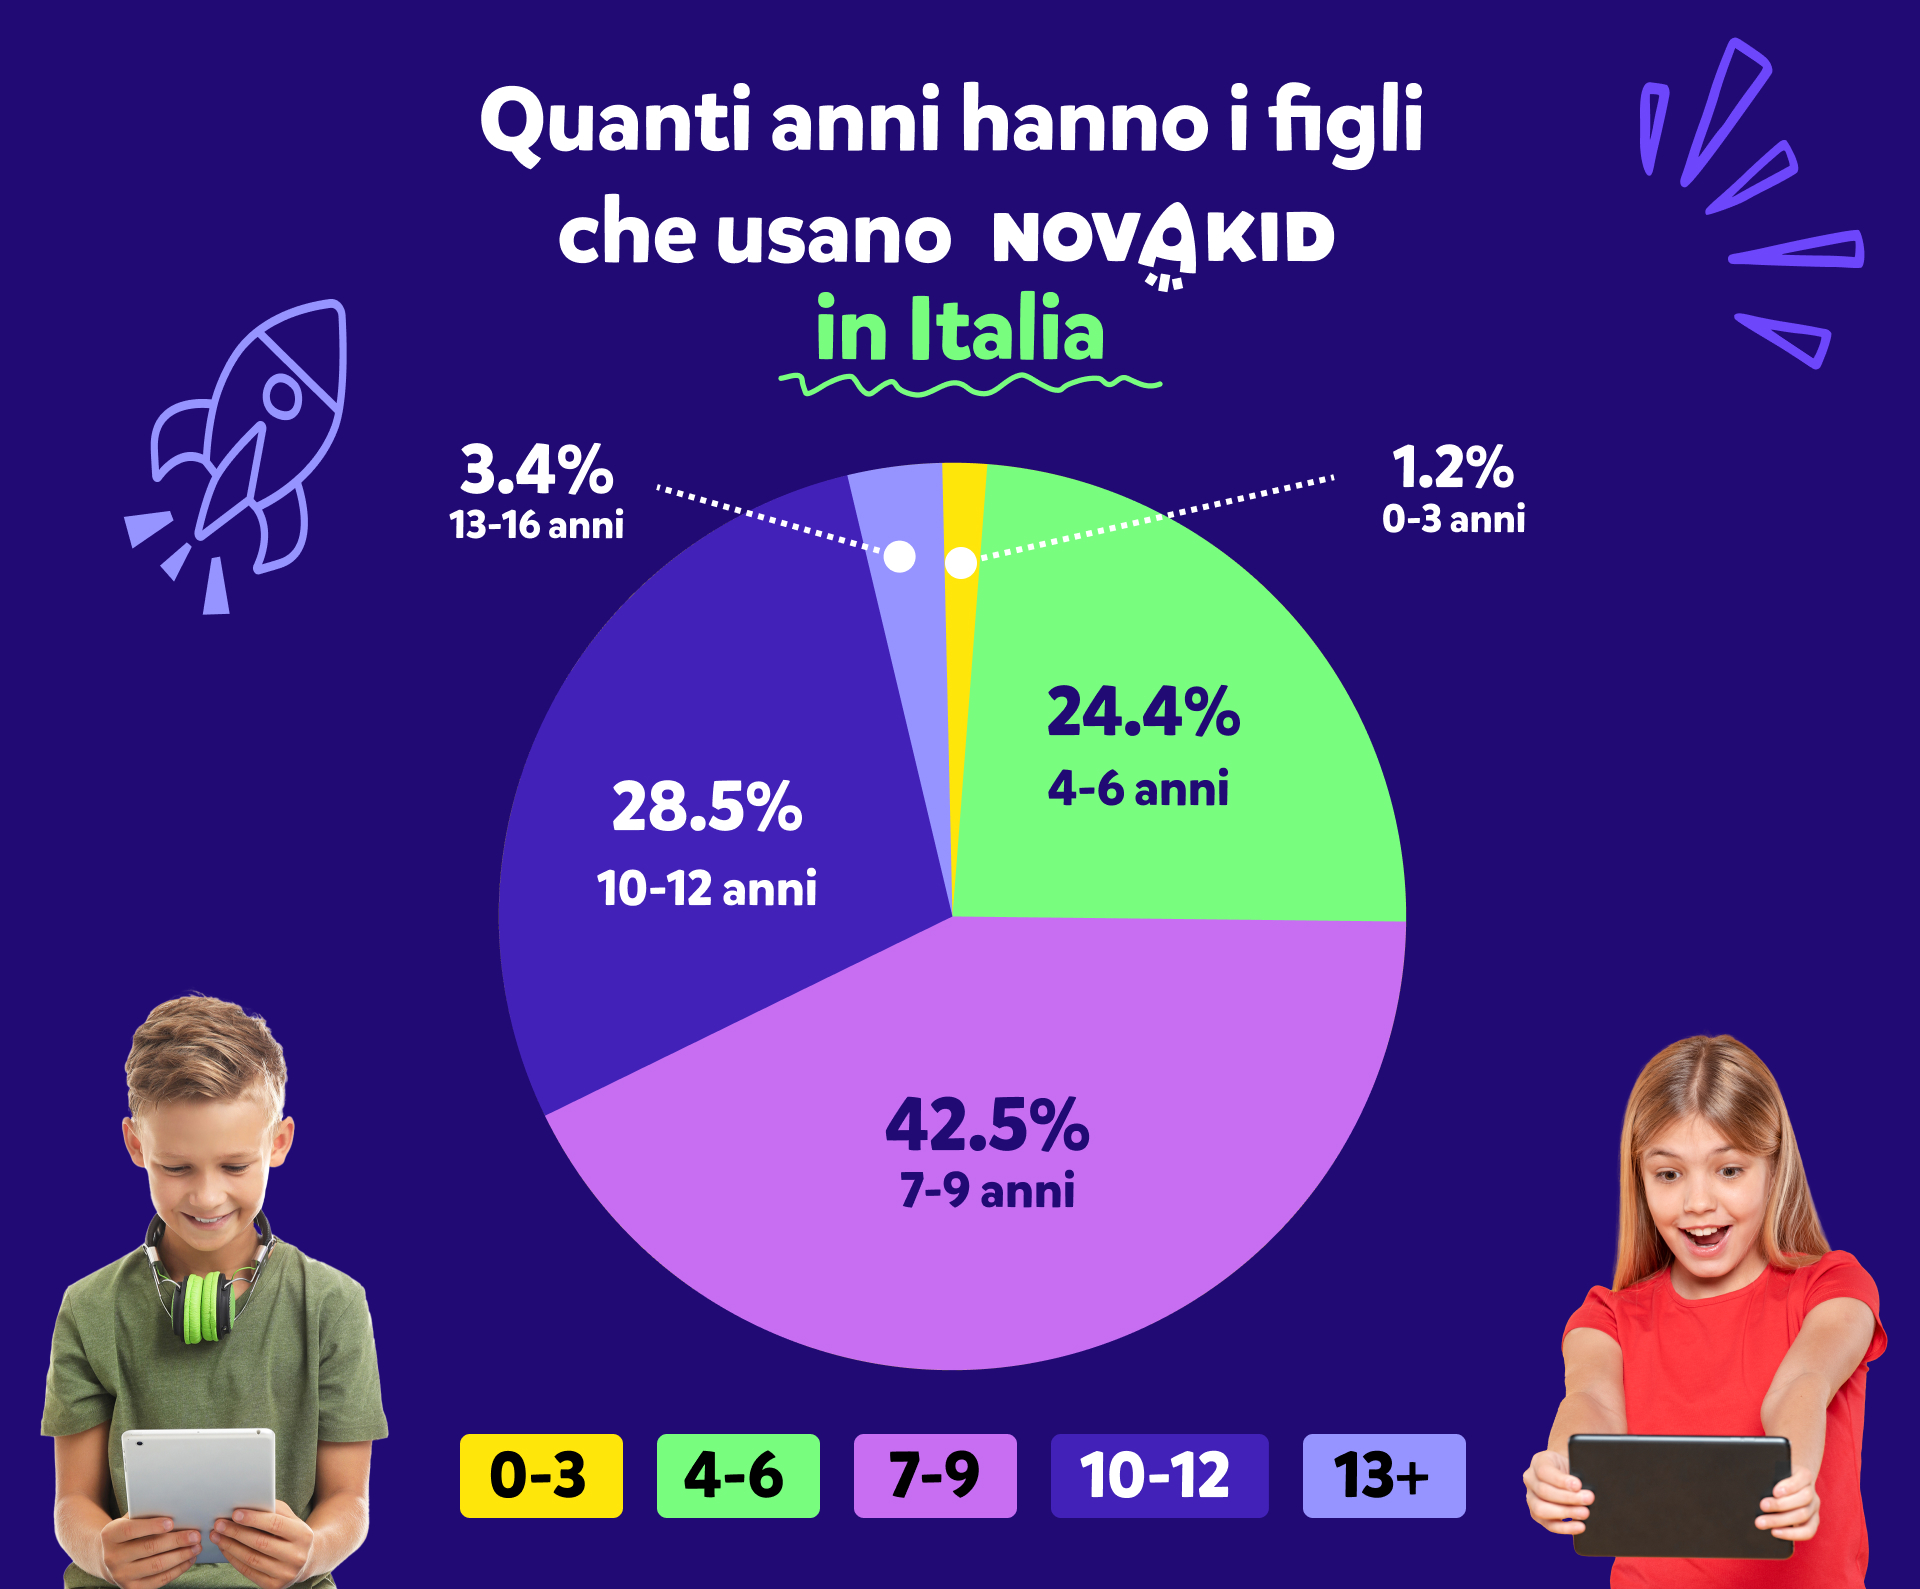 Quanti anni hanno i figli
che usano NOVAKID
in Italia
3.4%
13-16 anni
1.2%
0-3 anni
24.4%
4-6 anni
28.5%
10-12 anni
42.5%
7-9 anni
0-3
4-6
7-9
10-12
13+